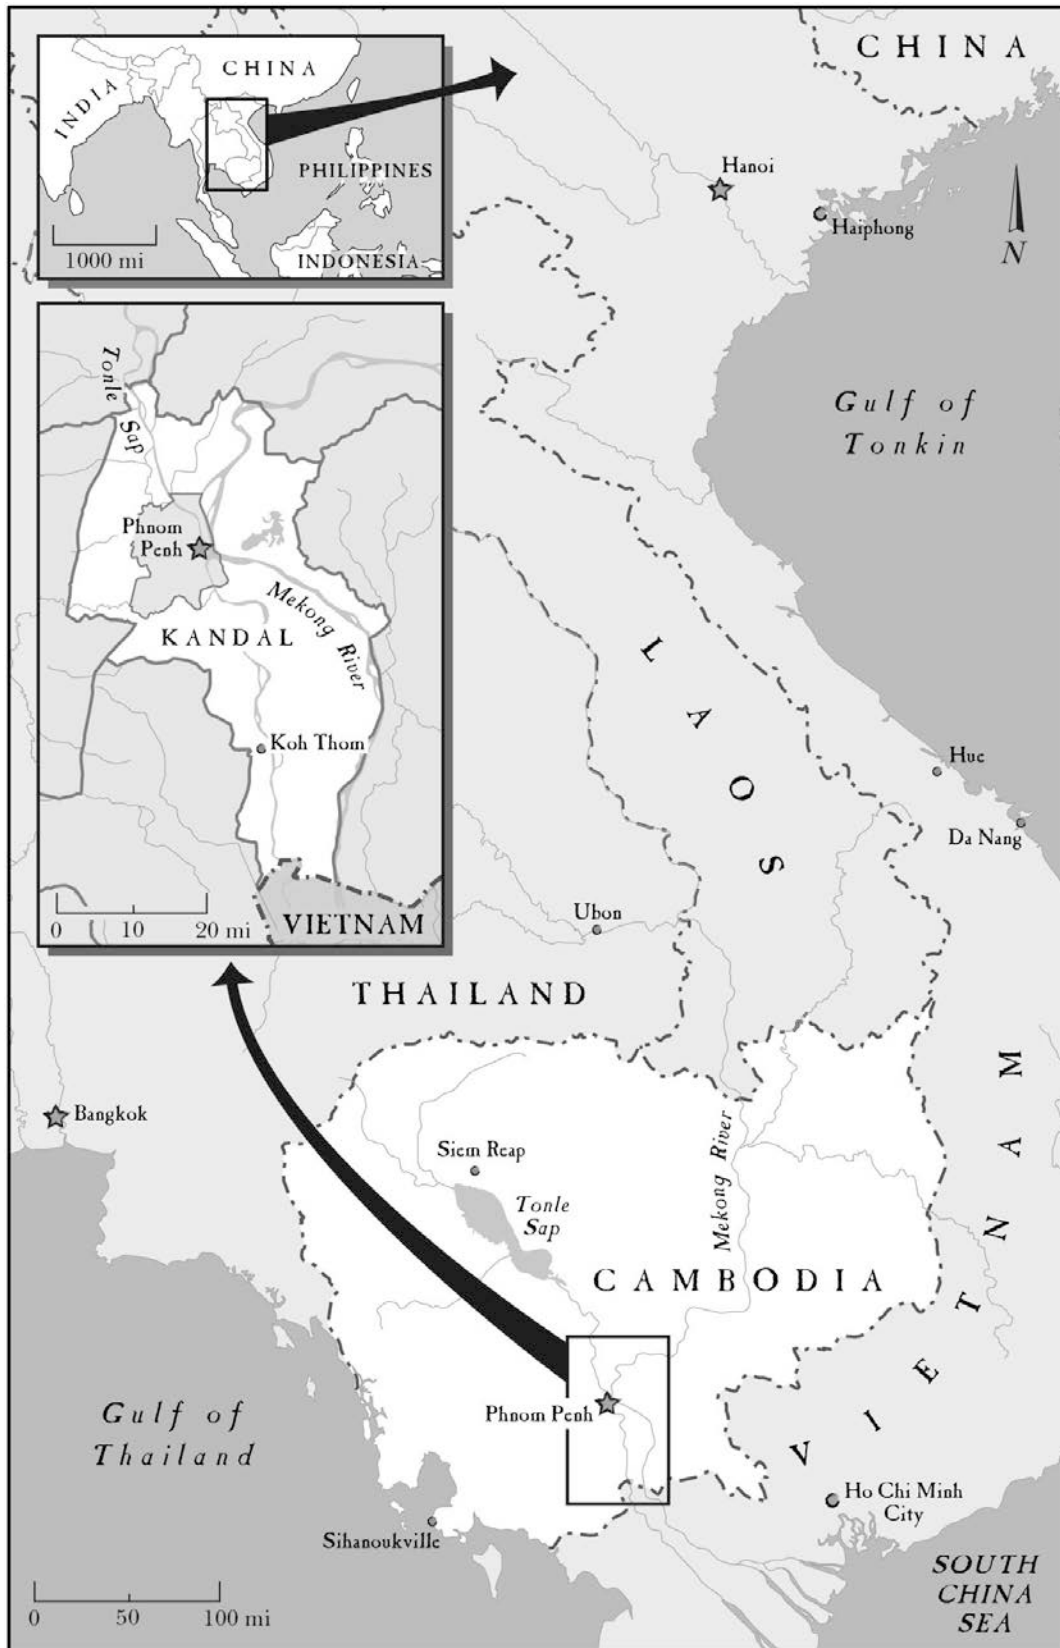 CHINA
INDIA
CHINA
PHILIPPINES
INDONESIA
1000 mi
Hanoi
Haiphong
N
Tonle
Sap
Phnom
Penh
Mekong River
KANDAL
Koh Thom
VIETNAM
0 10 20 mi
Gulf of
Tonkin
LAOS
Hue
Da Nang
Ubon
THAILAND
Bangkok
Siem Reap
Tonle
Sap
Mekong River
CAMBODIA
VIETNAM
Phnom Penh
Gulf of
Thailand
Sihanoukville
Ho Chi Minh
City
SOUTH
CHINA
SEA
0 50 100 mi